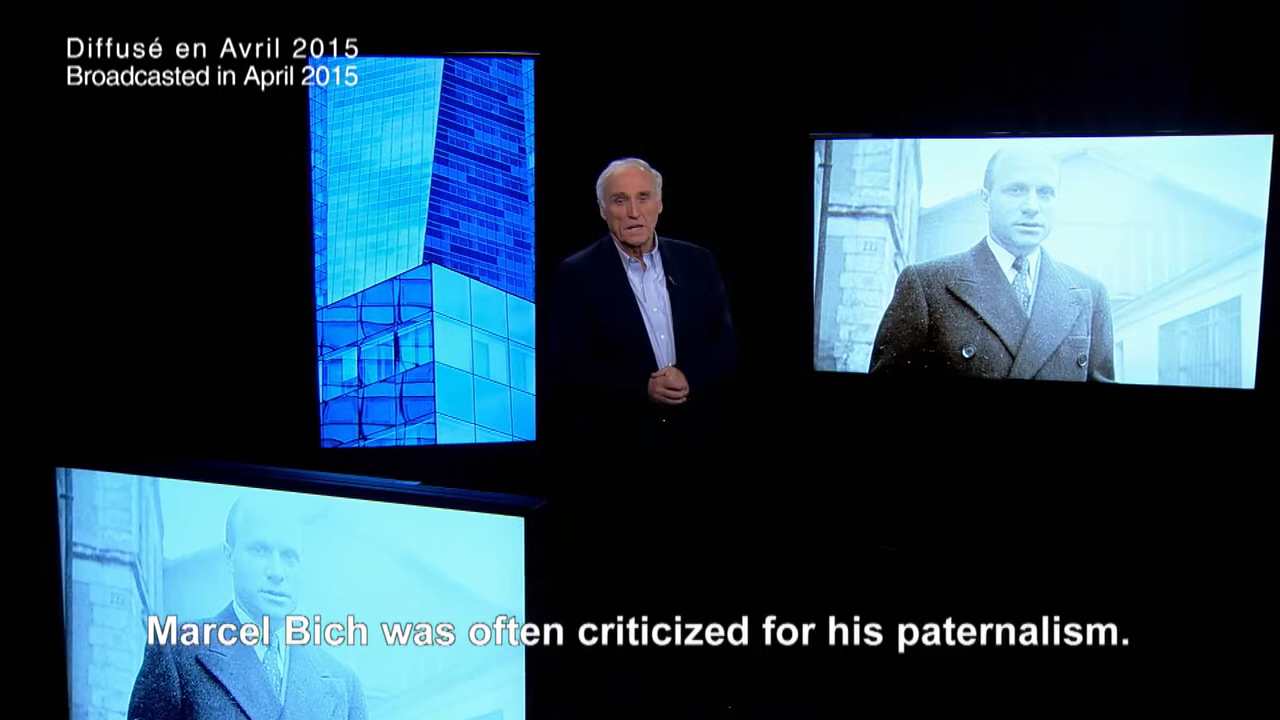 Diffusé en Avril 2015
Broadcasted in April 2015
Marcel Bich was often criticized for his paternalism.